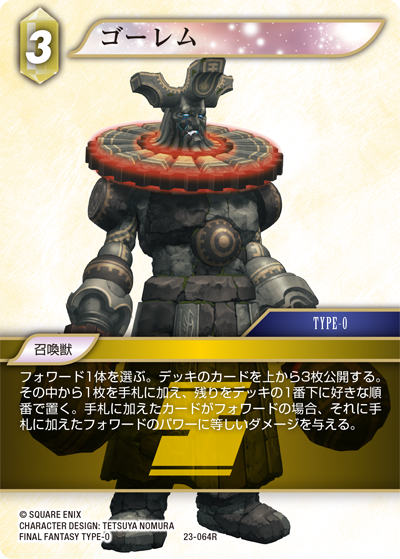 3
ゴーレム
TYPE-0
召喚獣
フォワード1体を選ぶ。デッキのカードを上から3枚公開する。
その中から1枚を手札に加え、残りをデッキの1番下に好きな順
番で置く。手札に加えたカードがフォワードの場合、それに手
札に加えたフォワードのパワーに等しいダメージを与える。
© SQUARE ENIX
CHARACTER DESIGN: TETSUYA NOMURA
FINAL FANTASY TYPE-0 23-064R